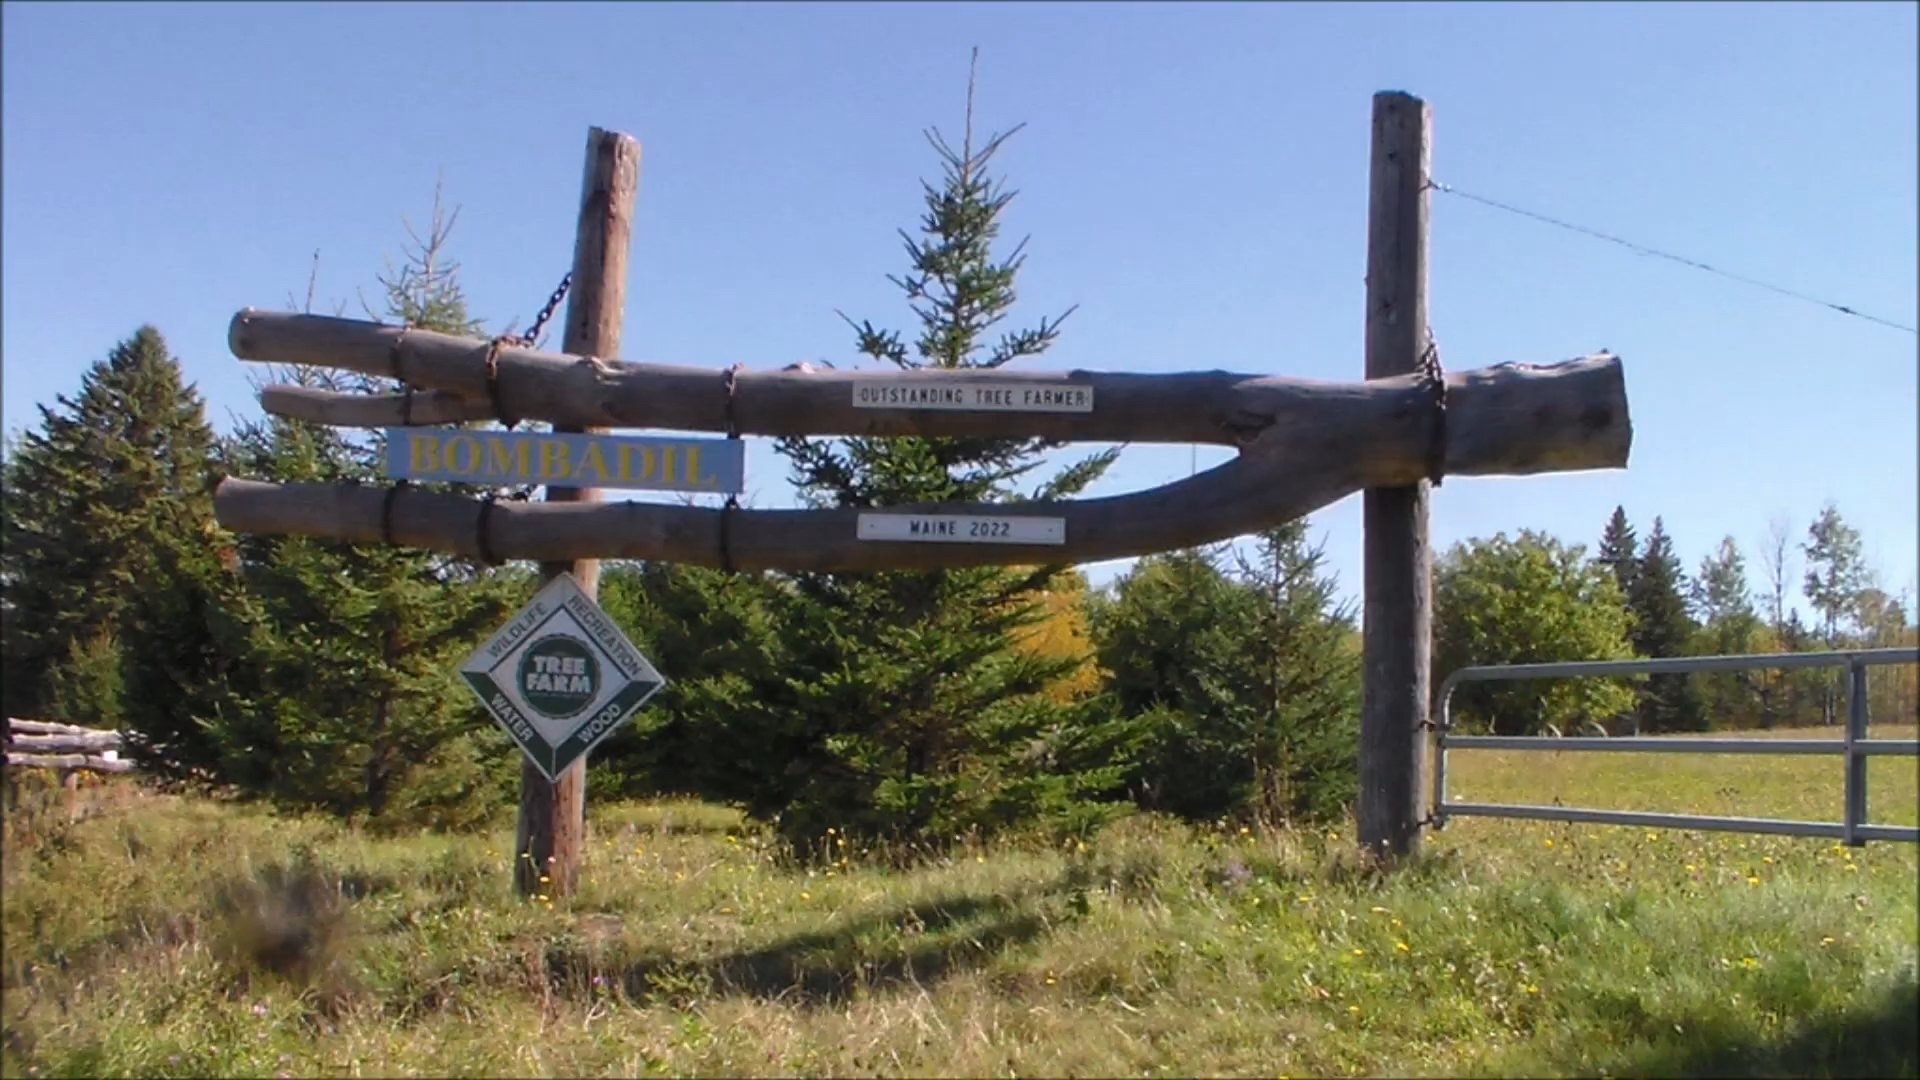 OUTSTANDING TREE FARMER
BOMBADIL
MAINE 2022
WILDLIFE
RECREATION
TREE
FARM
WATER
WOOD